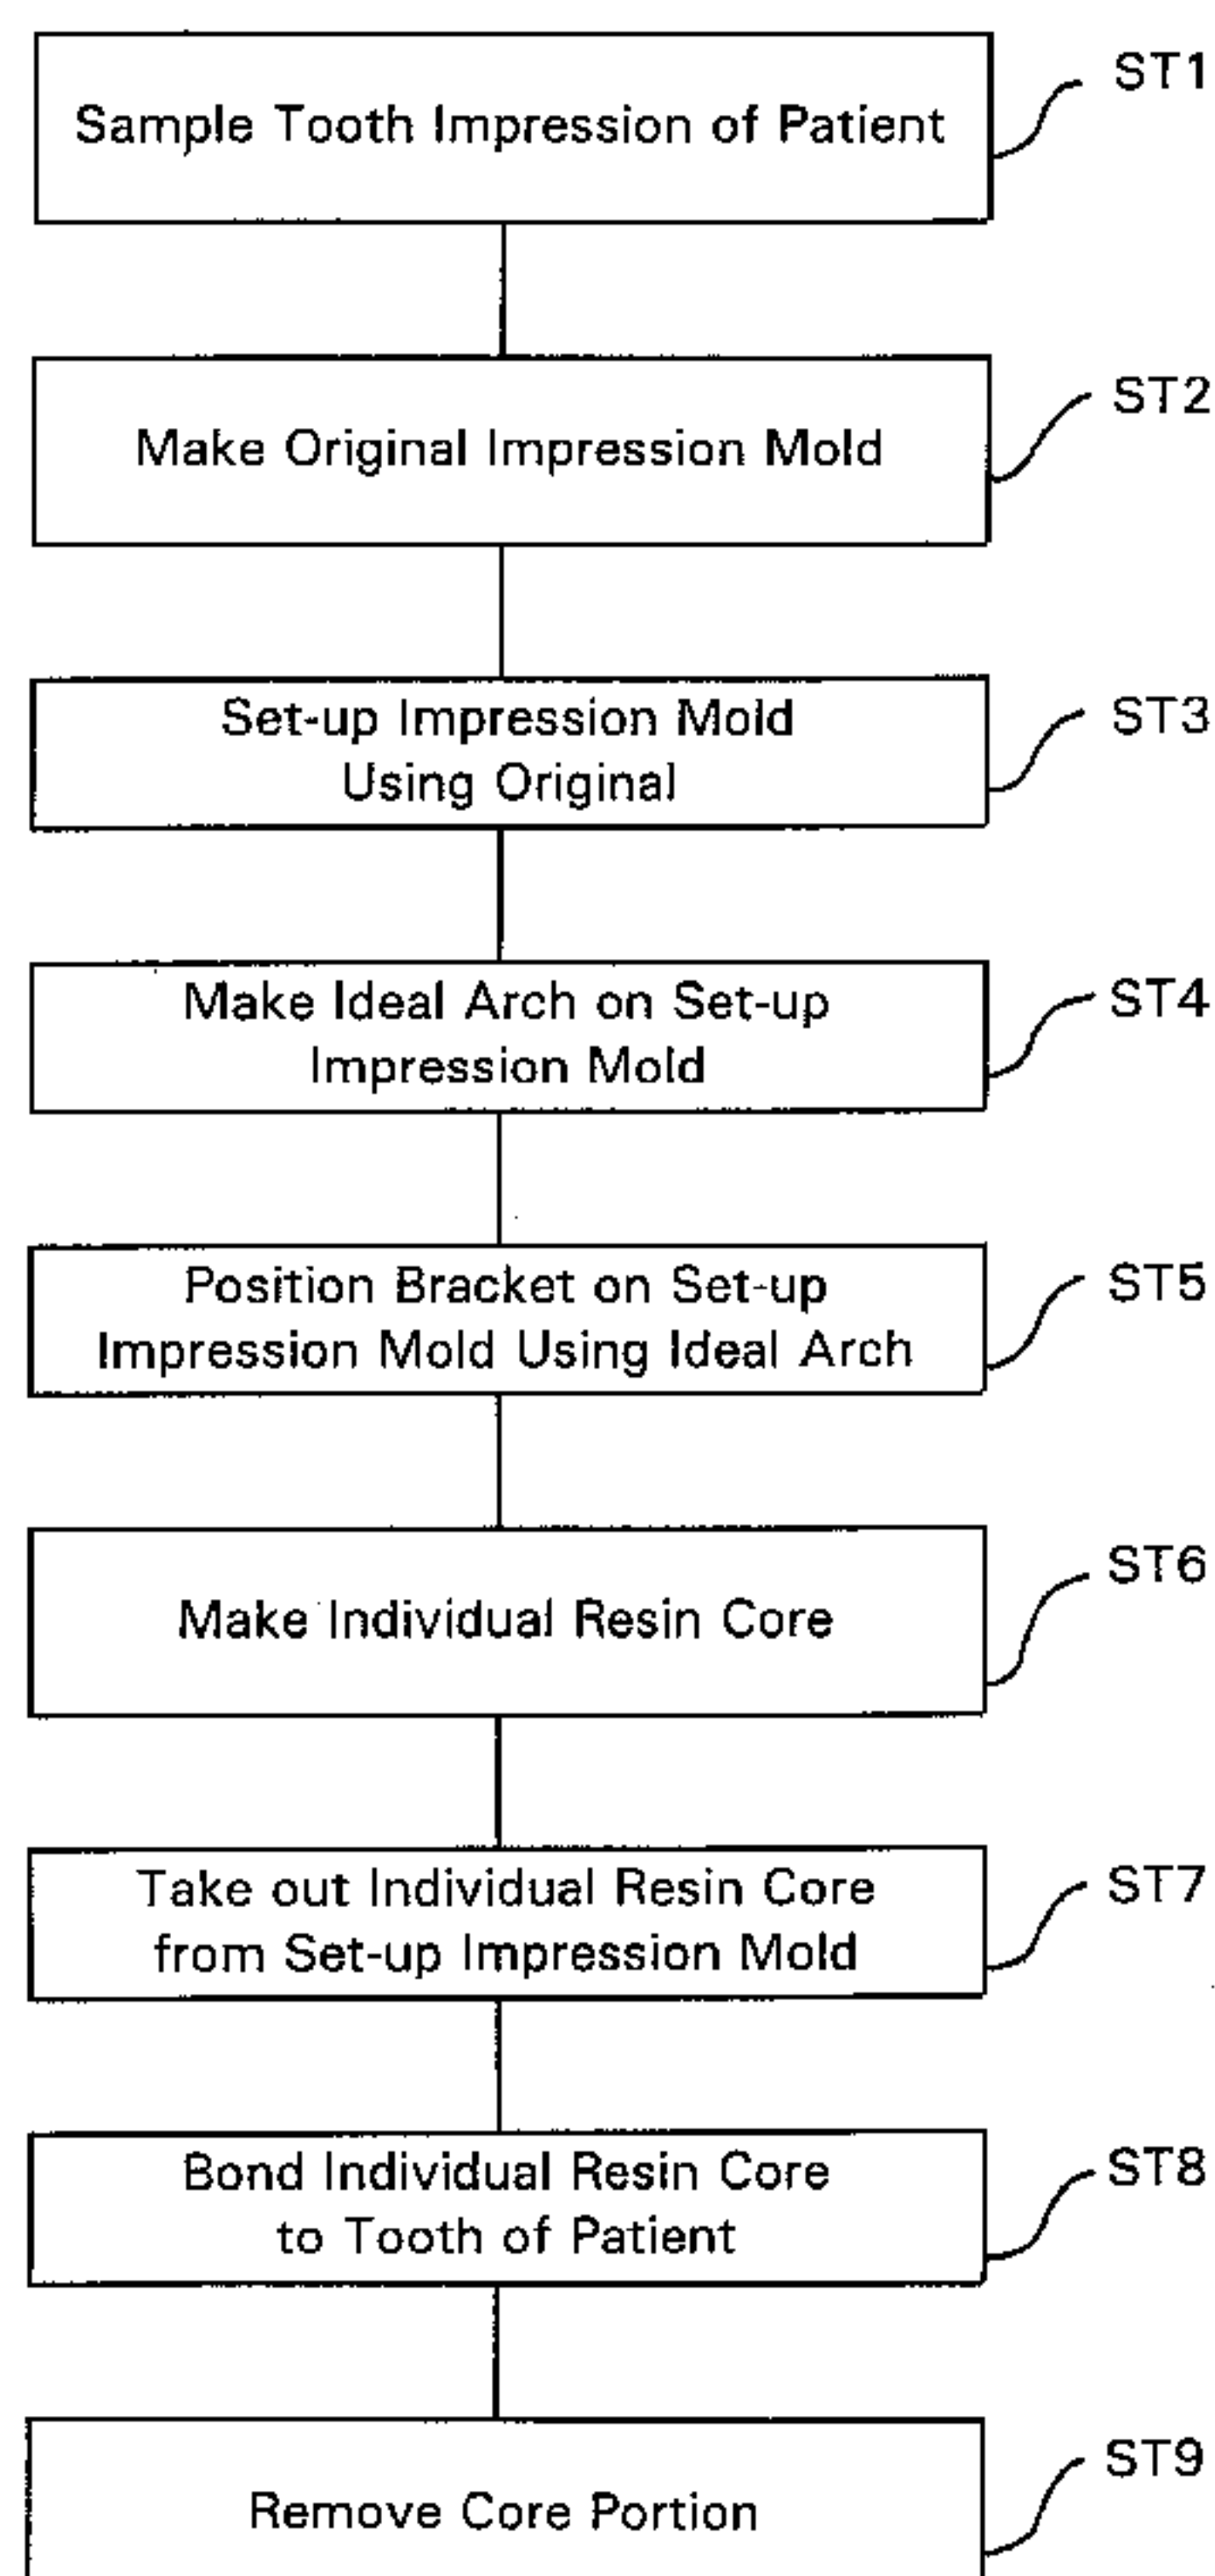 Sample Tooth Impression of Patient
ST1
Make Original Impression Mold
ST2
Set-up Impression Mold
Using Original
ST3
Make Ideal Arch on Set-up
Impression Mold
ST4
Position Bracket on Set-up
Impression Mold Using Ideal Arch
ST5
Make Individual Resin Core
ST6
Take out Individual Resin Core
from Set-up Impression Mold
ST7
Bond Individual Resin Core
to Tooth of Patient
ST8
Remove Core Portion
ST9